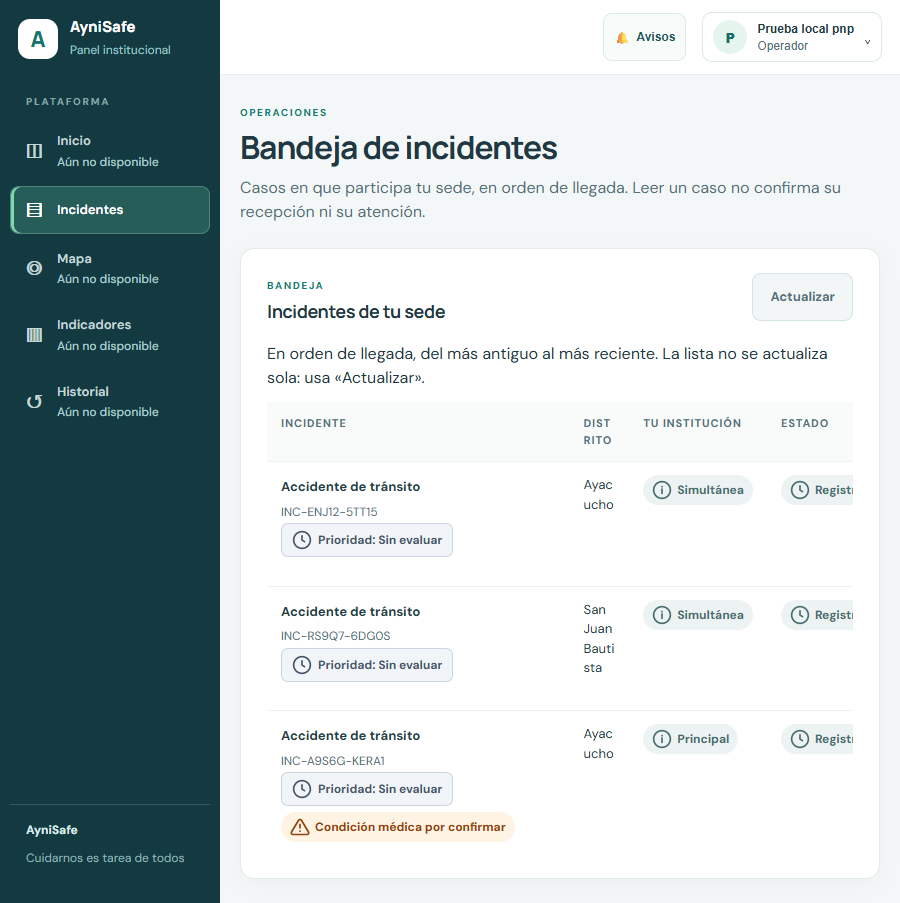 A
AyniSafe
Panel institucional
PLATAFORMA
Inicio
Aún no disponible
Incidentes
Mapa
Aún no disponible
Indicadores
Aún no disponible
Historial
Aún no disponible
AyniSafe
Cuidarnos es tarea de todos
Avisos
P
Prueba local pnp
Operador
OPERACIONES
Bandeja de incidentes
Casos en que participa tu sede, en orden de llegada. Leer un caso no confirma su
recepción ni su atención.
BANDEJA
Incidentes de tu sede
Actualizar
En orden de llegada, del más antiguo al más reciente. La lista no se actualiza
sola: usa «Actualizar».
INCIDENTE
DIST
RITO
TU INSTITUCIÓN
ESTADO
Accidente de tránsito
INC-ENJ12-5TT15
Prioridad: Sin evaluar
Ayac
ucho
Simultánea
Registr
Accidente de tránsito
INC-RS9Q7-6DG0S
Prioridad: Sin evaluar
San
Juan
Bauti
sta
Simultánea
Registr
Accidente de tránsito
INC-A9S6G-KERA1
Prioridad: Sin evaluar
Condición médica por confirmar
Ayac
ucho
Principal
Registr